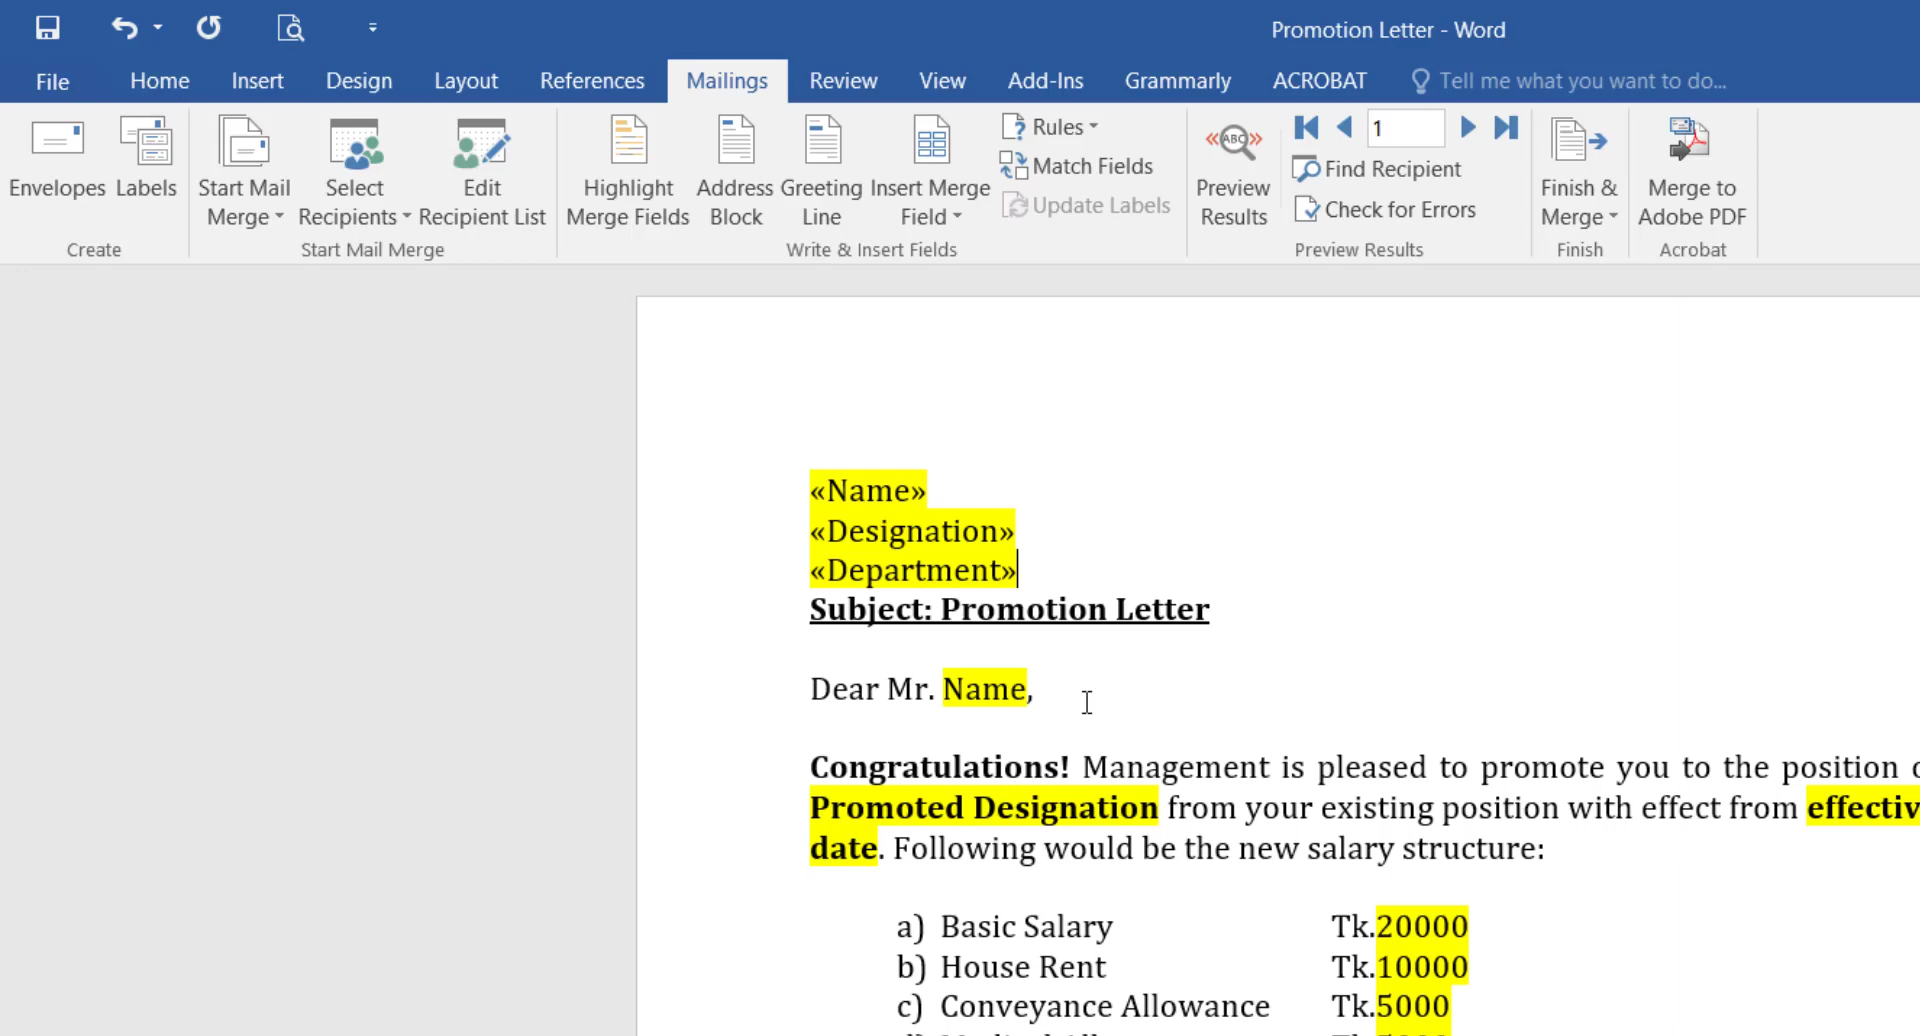 Promotion Letter - Word
File Home Insert Design Layout References Mailings Review View Add-Ins Grammarly ACROBAT Tell me what you want to do...
Envelopes
Labels
Create
Start Mail
Merge
Select
Recipients
Edit
Recipient List
Start Mail Merge
Highlight
Merge Fields
Address
Block
Greeting
Line
Insert Merge
Field
Rules
Match Fields
Update Labels
Write & Insert Fields
«ABC»
Preview
Results
1
Find Recipient
Check for Errors
Preview Results
Finish &
Merge
Finish
Merge to
Adobe PDF
Acrobat
«Name»
«Designation»
«Department»
Subject: Promotion Letter
Dear Mr. Name,
Congratulations! Management is pleased to promote you to the position
Promoted Designation from your existing position with effect from effectiv
date. Following would be the new salary structure:
a) Basic Salary Tk.20000
b) House Rent Tk.10000
c) Conveyance Allowance Tk.5000